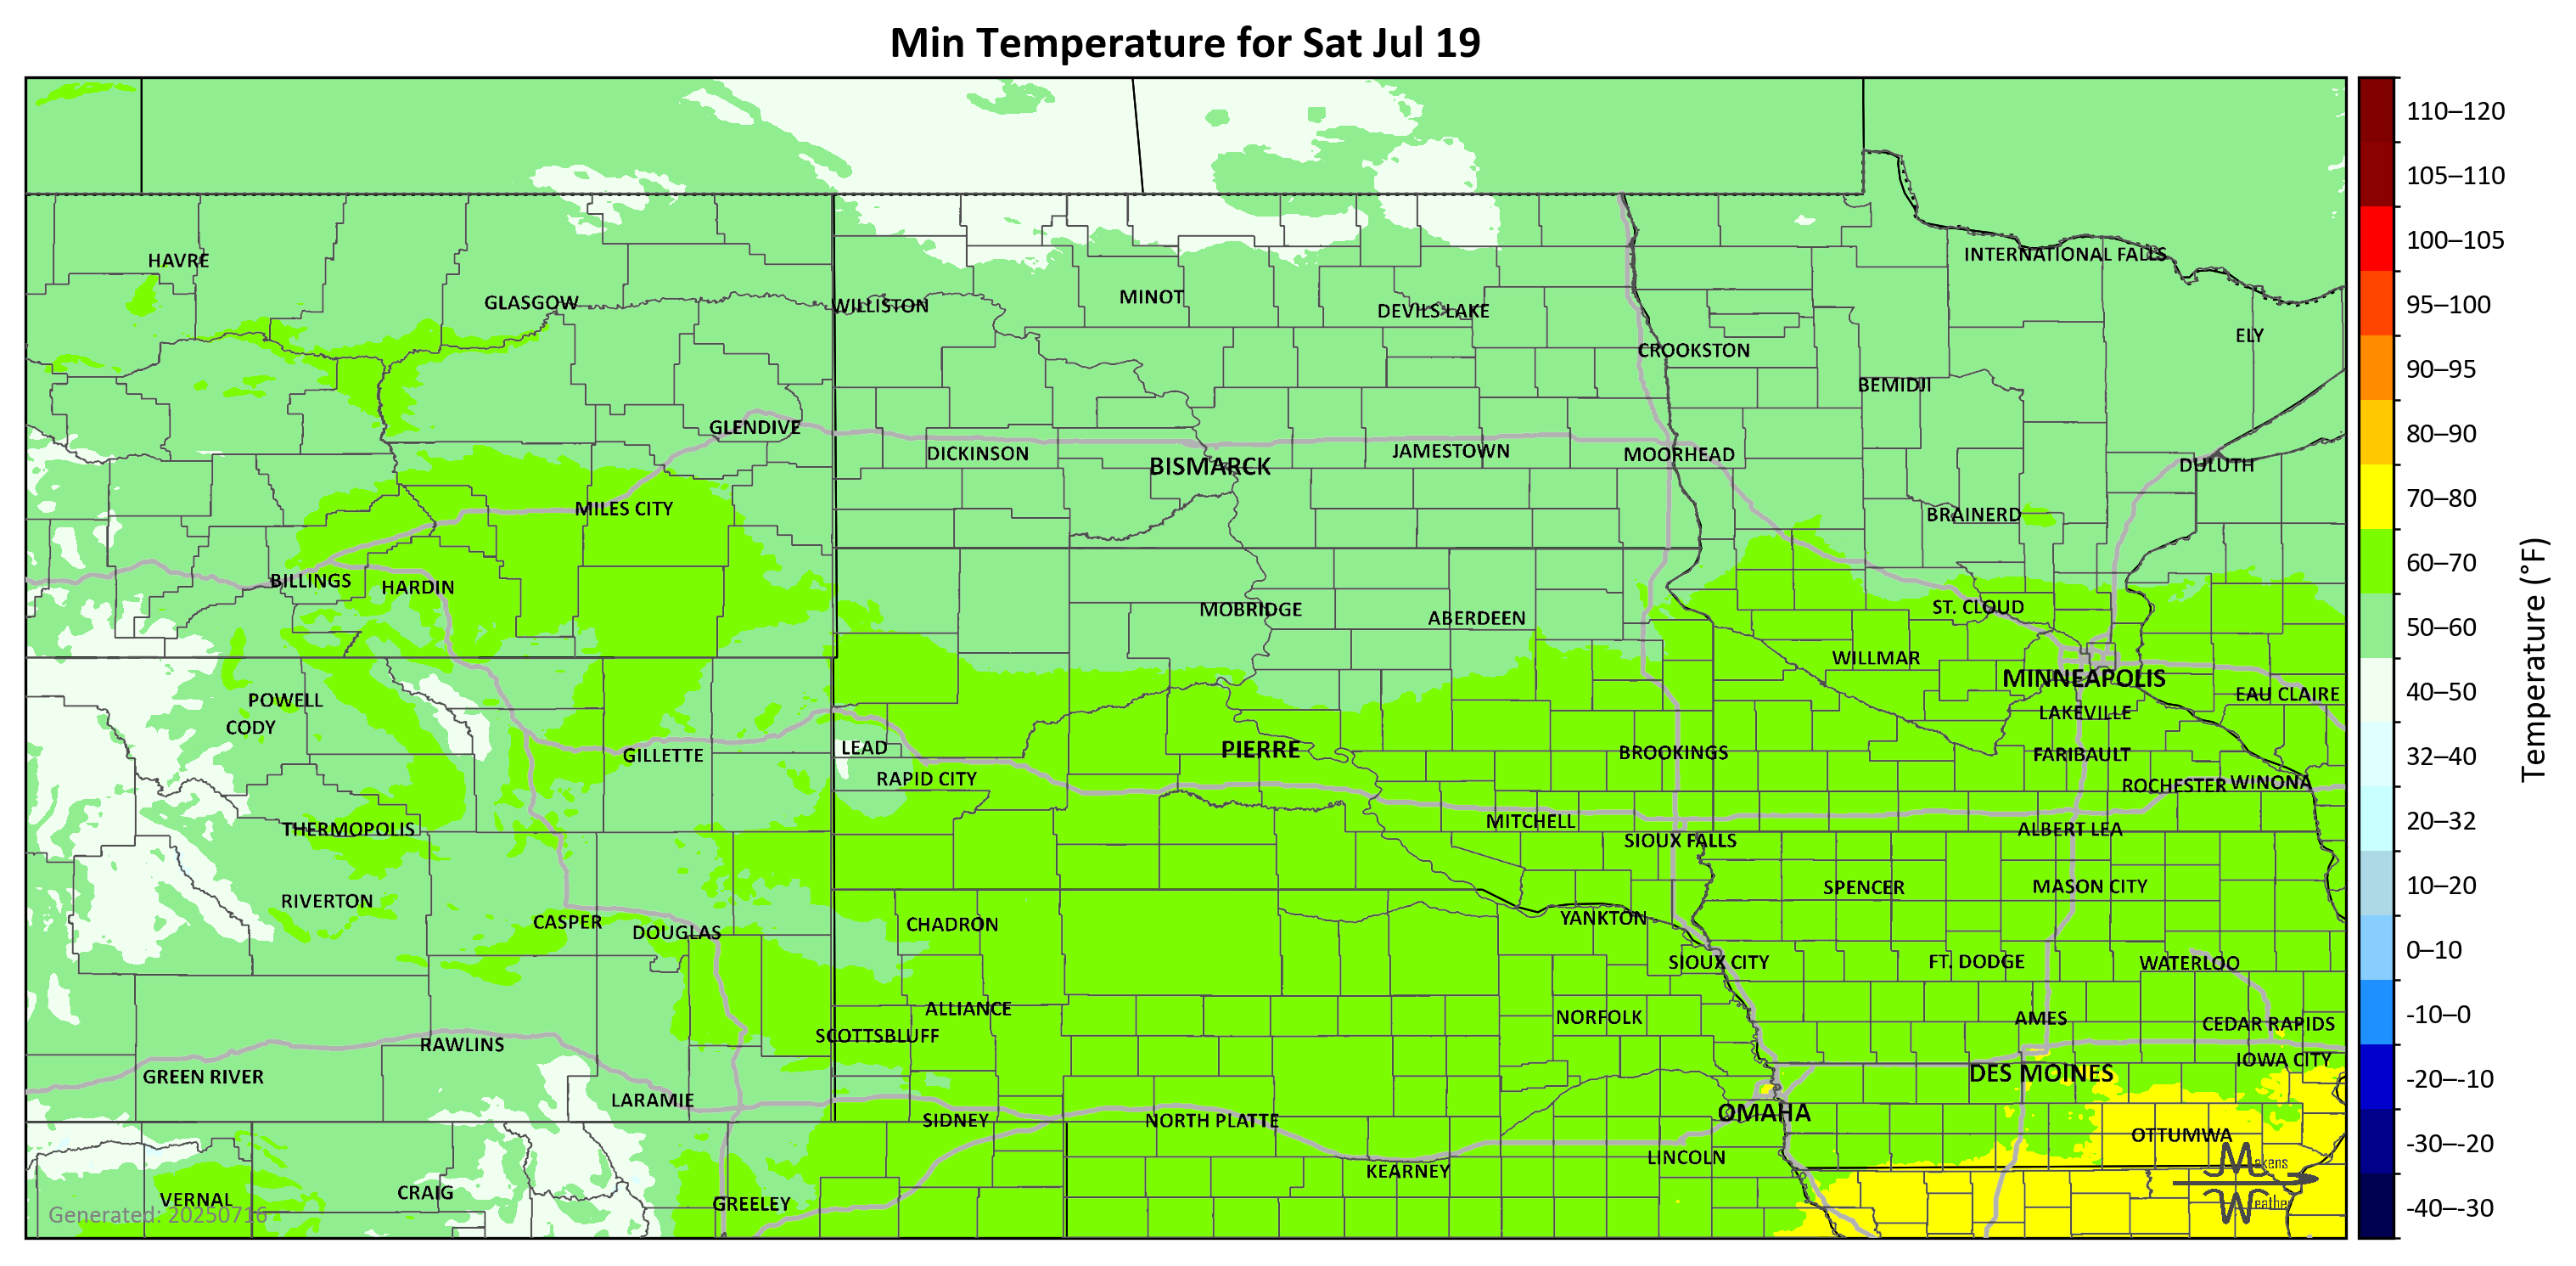 Min Temperature for Sat Jul 19
110–120
105–110
100–105
95–100
90–95
80–90
70–80
60–70
50–60
40–50
32–40
20–32
10–20
0–10
-10–0
-20–-10
-30–-20
-40–-30
Temperature (°F)
HAVRE
INTERNATIONAL FALLS
GLASGOW
WILLISTON
MINOT
DEVILS LAKE
ELY
CROOKSTON
BEMIDJI
GLENDIVE
DICKINSON
BISMARCK
JAMESTOWN
MOORHEAD
DULUTH
MILES CITY
BRAINERD
BILLINGS
HARDIN
MOBRIDGE
ABERDEEN
ST. CLOUD
WILLMAR
MINNEAPOLIS
EAU CLAIRE
POWELL
CODY
LAKEVILLE
GILLETTE
LEAD
RAPID CITY
PIERRE
BROOKINGS
FARIBAULT
ROCHESTER
WINONA
THERMOPOLIS
MITCHELL
SIOUX FALLS
ALBERT LEA
RIVERTON
CASPER
DOUGLAS
CHADRON
YANKTON
SPENCER
MASON CITY
SIOUX CITY
FT. DODGE
WATERLOO
ALLIANCE
SCOTTSBLUFF
NORFOLK
AMES
CEDAR RAPIDS
RAWLINS
GREEN RIVER
IOWA CITY
DES MOINES
LARAMIE
SIDNEY
NORTH PLATTE
OMAHA
OTTUMWA
KEARNEY
LINCOLN
VERNAL
CRAIG
GREELEY
Makens
Weather
Generated: 20250716